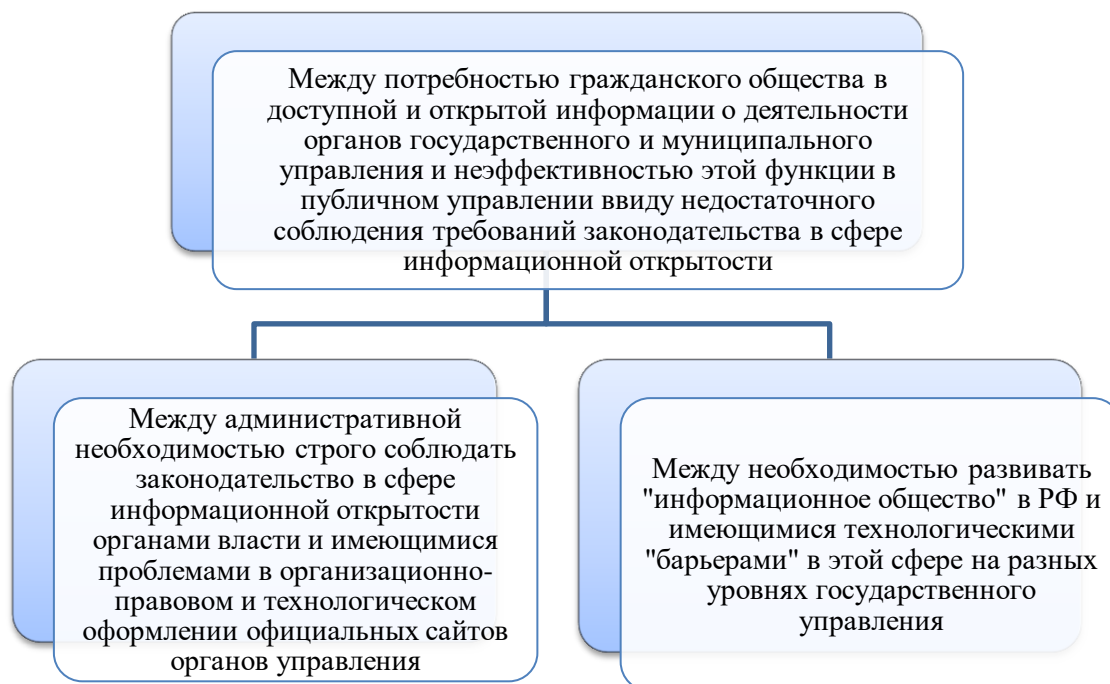 Между потребностью гражданского общества в
доступной и открытой информации о деятельности
органов государственного и муниципального
управления и неэффективностью этой функции в
публичном управлении ввиду недостаточного
соблюдения требований законодательства в сфере
информационной открытости
Между административной
необходимостью строго соблюдать
законодательство в сфере
информационной открытости
органами власти и имеющимися
проблемами в организационно-
правовом и технологическом
оформлении официальных сайтов
органов управления
Между необходимостью развивать
"информационное общество" в РФ и
имеющимися технологическими
"барьерами" в этой сфере на разных
уровнях государственного
управления